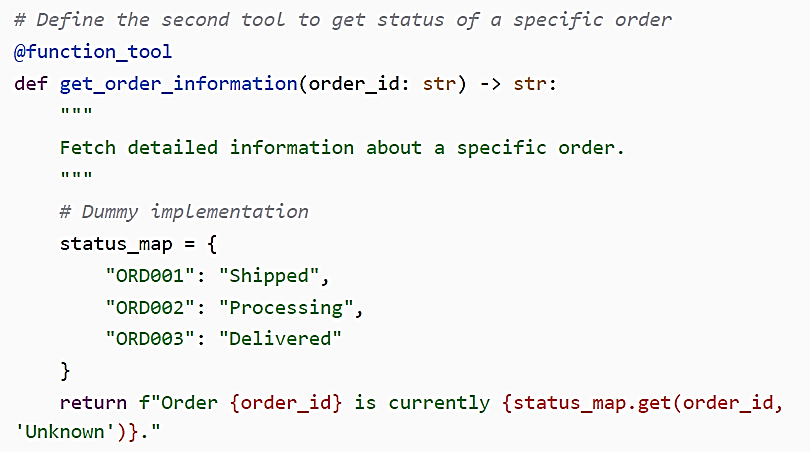 # Define the second tool to get status of a specific order
@function_tool
def get_order_information(order_id: str) -> str:
    """
    Fetch detailed information about a specific order.
    """
    # Dummy implementation
    status_map = {
        "ORD001": "Shipped",
        "ORD002": "Processing",
        "ORD003": "Delivered"
    }
    return f"Order {order_id} is currently {status_map.get(order_id,
'Unknown')}."